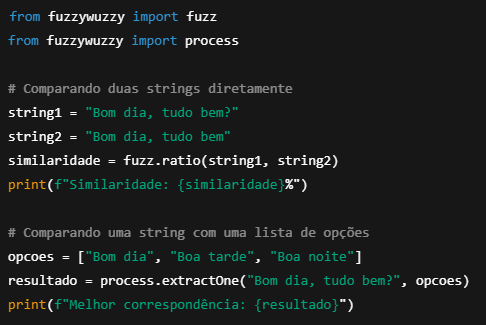 from fuzzywuzzy import fuzz
from fuzzywuzzy import process
# Comparando duas strings diretamente
string1 = "Bom dia, tudo bem?"
string2 = "Bom dia, tudo bem"
similaridade = fuzz.ratio(string1, string2)
print(f"Similaridade: {similaridade}%")
# Comparando uma string com uma lista de opções
opcoes = ["Bom dia", "Boa tarde", "Boa noite"]
resultado = process.extractOne("Bom dia, tudo bem?", opcoes)
print(f"Melhor correspondência: {resultado}")